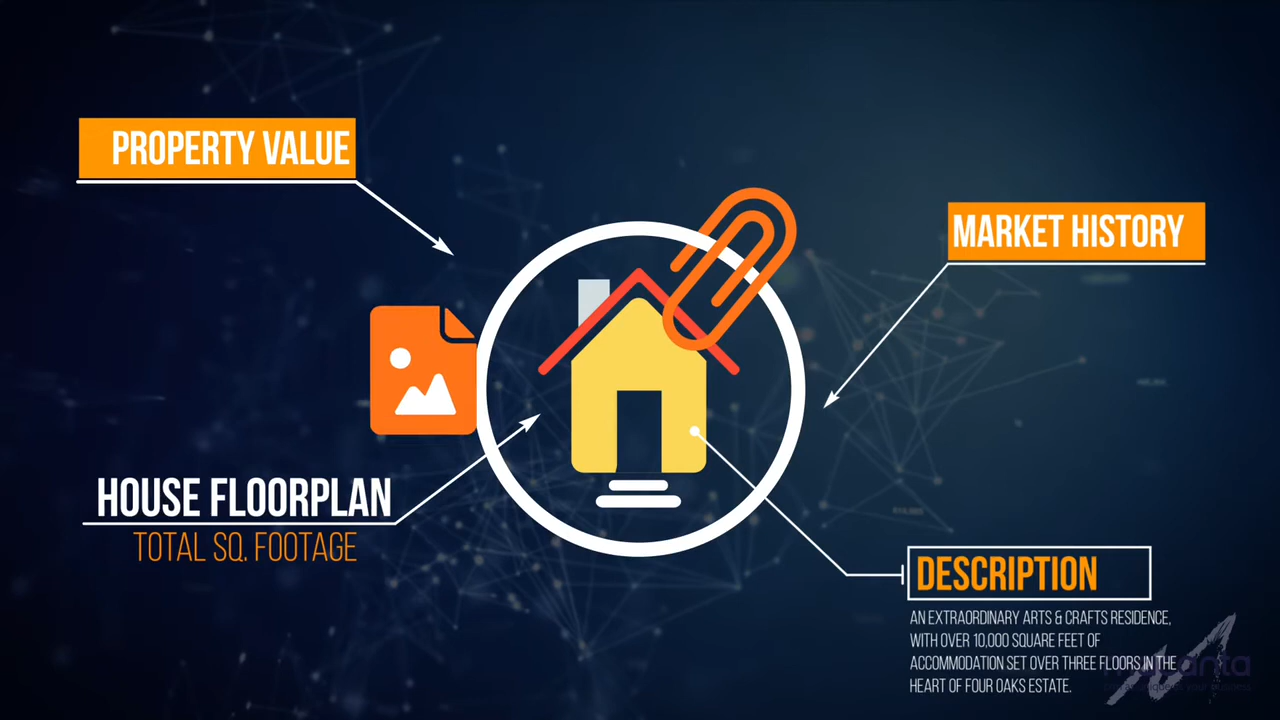 PROPERTY VALUE
MARKET HISTORY
HOUSE FLOORPLAN
TOTAL SQ. FOOTAGE
DESCRIPTION
AN EXTRAORDINARY ARTS & CRAFTS RESIDENCE,
WITH OVER 10,000 SQUARE FEET OF
ACCOMMODATION SET OVER THREE FLOORS IN THE
HEART OF FOUR OAKS ESTATE.